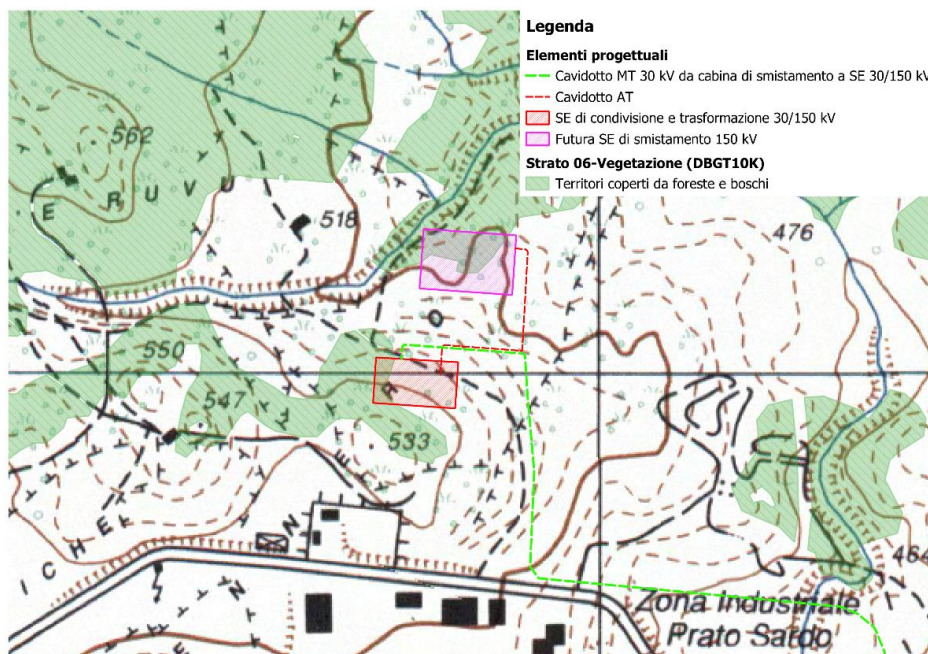 Legenda
Elementi progettuali
Cavidotto MT 30 kV da cabina di smistamento a SE 30/150 kV
Cavidotto AT
SE di condivisione e trasformazione 30/150 kV
Futura SE di smistamento 150 kV
Strato 06-Vegetazione (DBGT10K)
Territori coperti da foreste e boschi
562
E R U V U
518
476
550
547
533
O
R
E
N
N
E
I C H E
464
Zona Industriale
Prato Sardo